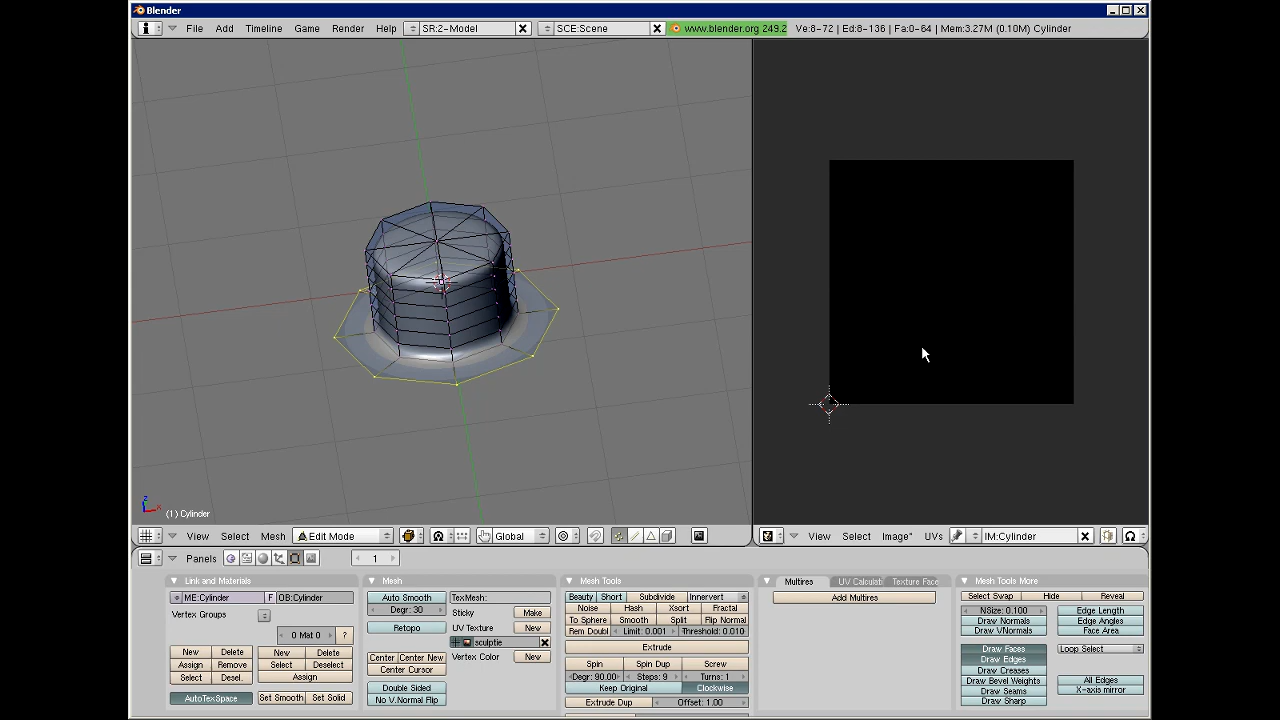 Blender
File Add Timeline Game Render Help SR:2-Model SCE:Scene www.blender.org 249.2 Ve:8-72 | Ed:8-136 | Fa:0-64 | Mem:3.27M (0.10M) Cylinder
z
x
(1) Cylinder
View Select Mesh Edit Mode Global
View Select Image* UVs IM:Cylinder
Panels 1
Link and Materials
ME:Cylinder F OB:Cylinder
Vertex Groups
0 Mat 0 ?
New Delete New Delete
Assign Remove Select Deselect
Select Desel. Assign
AutoTexSpace Set Smooth Set Solid
Mesh
Auto Smooth
Degr: 30
Retopo
Center Center New
Center Cursor
Double Sided
No V.Normal Flip
TexMesh:
Sticky Make
UV Texture New
sculptie
Vertex Color New
Mesh Tools
Beauty Short Subdivide Innervert
Noise Hash Xsort Fractal
To Sphere Smooth Split Flip Normal
Rem Doubl Limit: 0.001 Threshold: 0.010
Extrude
Spin Spin Dup Screw
Degr: 90.00 Steps: 9 Turns: 1
Keep Original Clockwise
Extrude Dup Offset: 1.00
Multires UV Calculati Texture Face
Add Multires
Mesh Tools More
Select Swap Hide Reveal
NSize: 0.100
Draw Normals
Draw VNormals
Draw Faces
Draw Edges
Draw Creases
Draw Bevel Weights
Draw Seams
Draw Sharp
Edge Length
Edge Angles
Face Area
Loop Select
All Edges
X-axis mirror